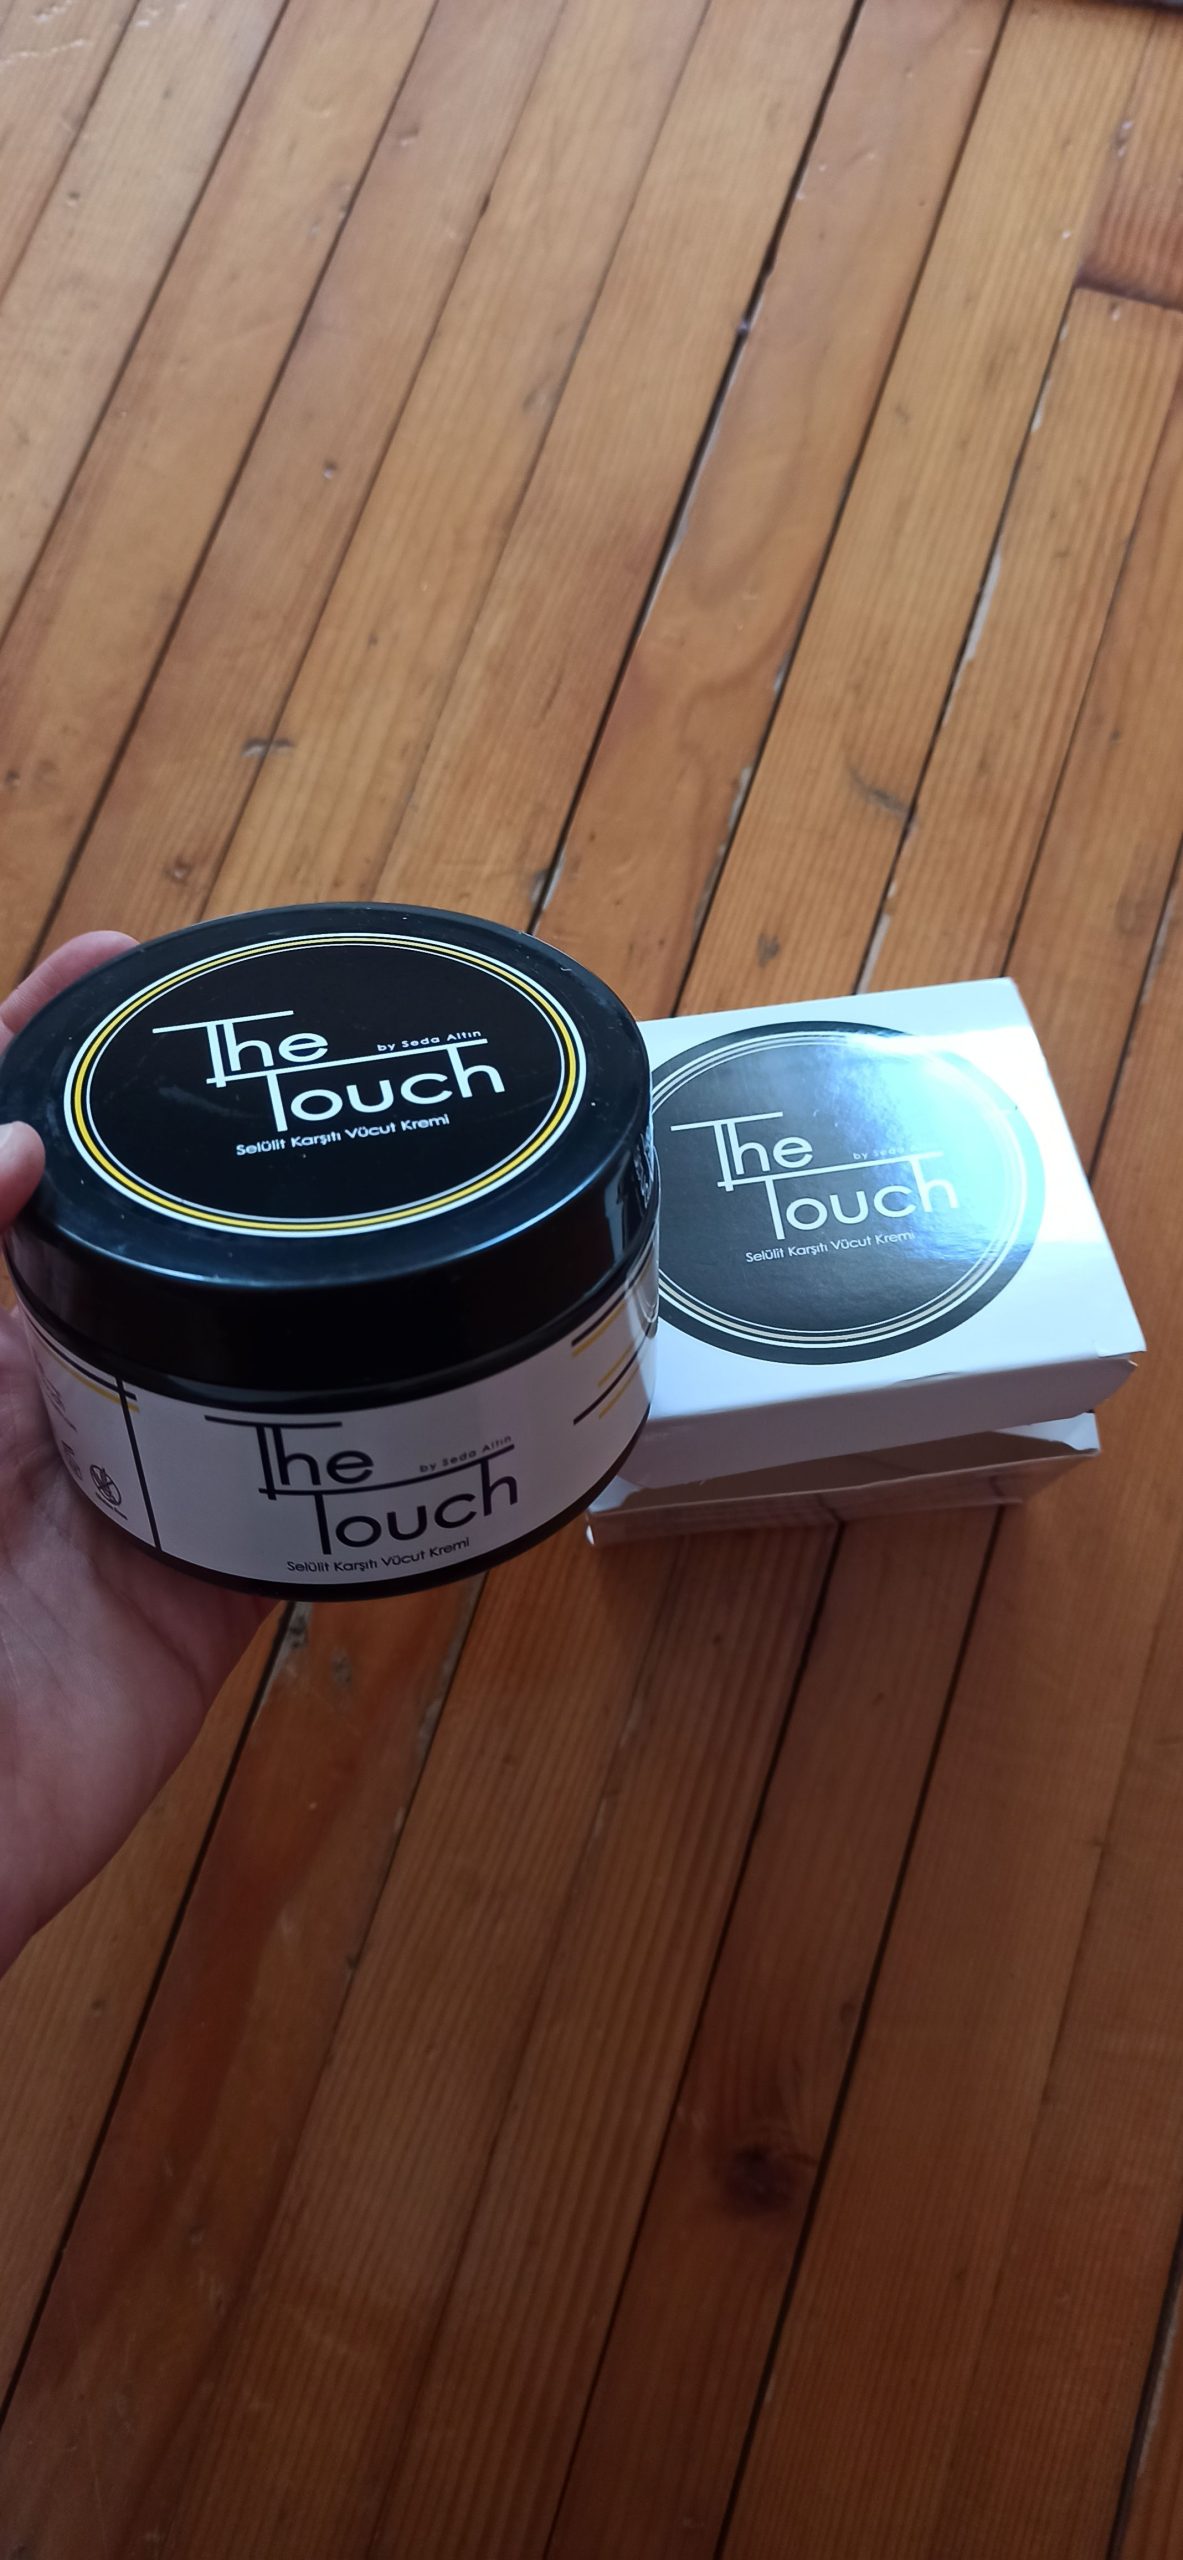 The
by Seda Altın
Touch
Selülit Karşıtı Vücut Kremi
The
by Seda Altın
Touch
Selülit Karşıtı Vücut Kremi
The
by Seda
Touch
Selülit Karşıtı Vücut Kremi